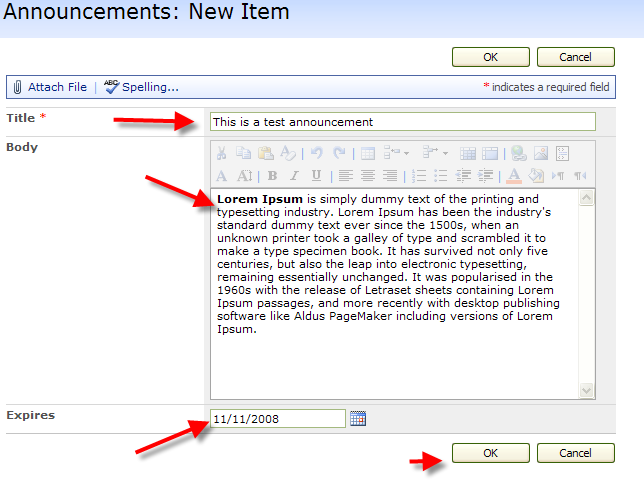 Announcements: New Item
OK Cancel
Attach File | Spelling... * indicates a required field
Title * This is a test announcement
Body
Lorem Ipsum is simply dummy text of the printing and
typesetting industry. Lorem Ipsum has been the industry's
standard dummy text ever since the 1500s, when an
unknown printer took a galley of type and scrambled it to
make a type specimen book. It has survived not only five
centuries, but also the leap into electronic typesetting,
remaining essentially unchanged. It was popularised in the
1960s with the release of Letraset sheets containing Lorem
Ipsum passages, and more recently with desktop publishing
software like Aldus PageMaker including versions of Lorem
Ipsum.
Expires 11/11/2008
OK Cancel